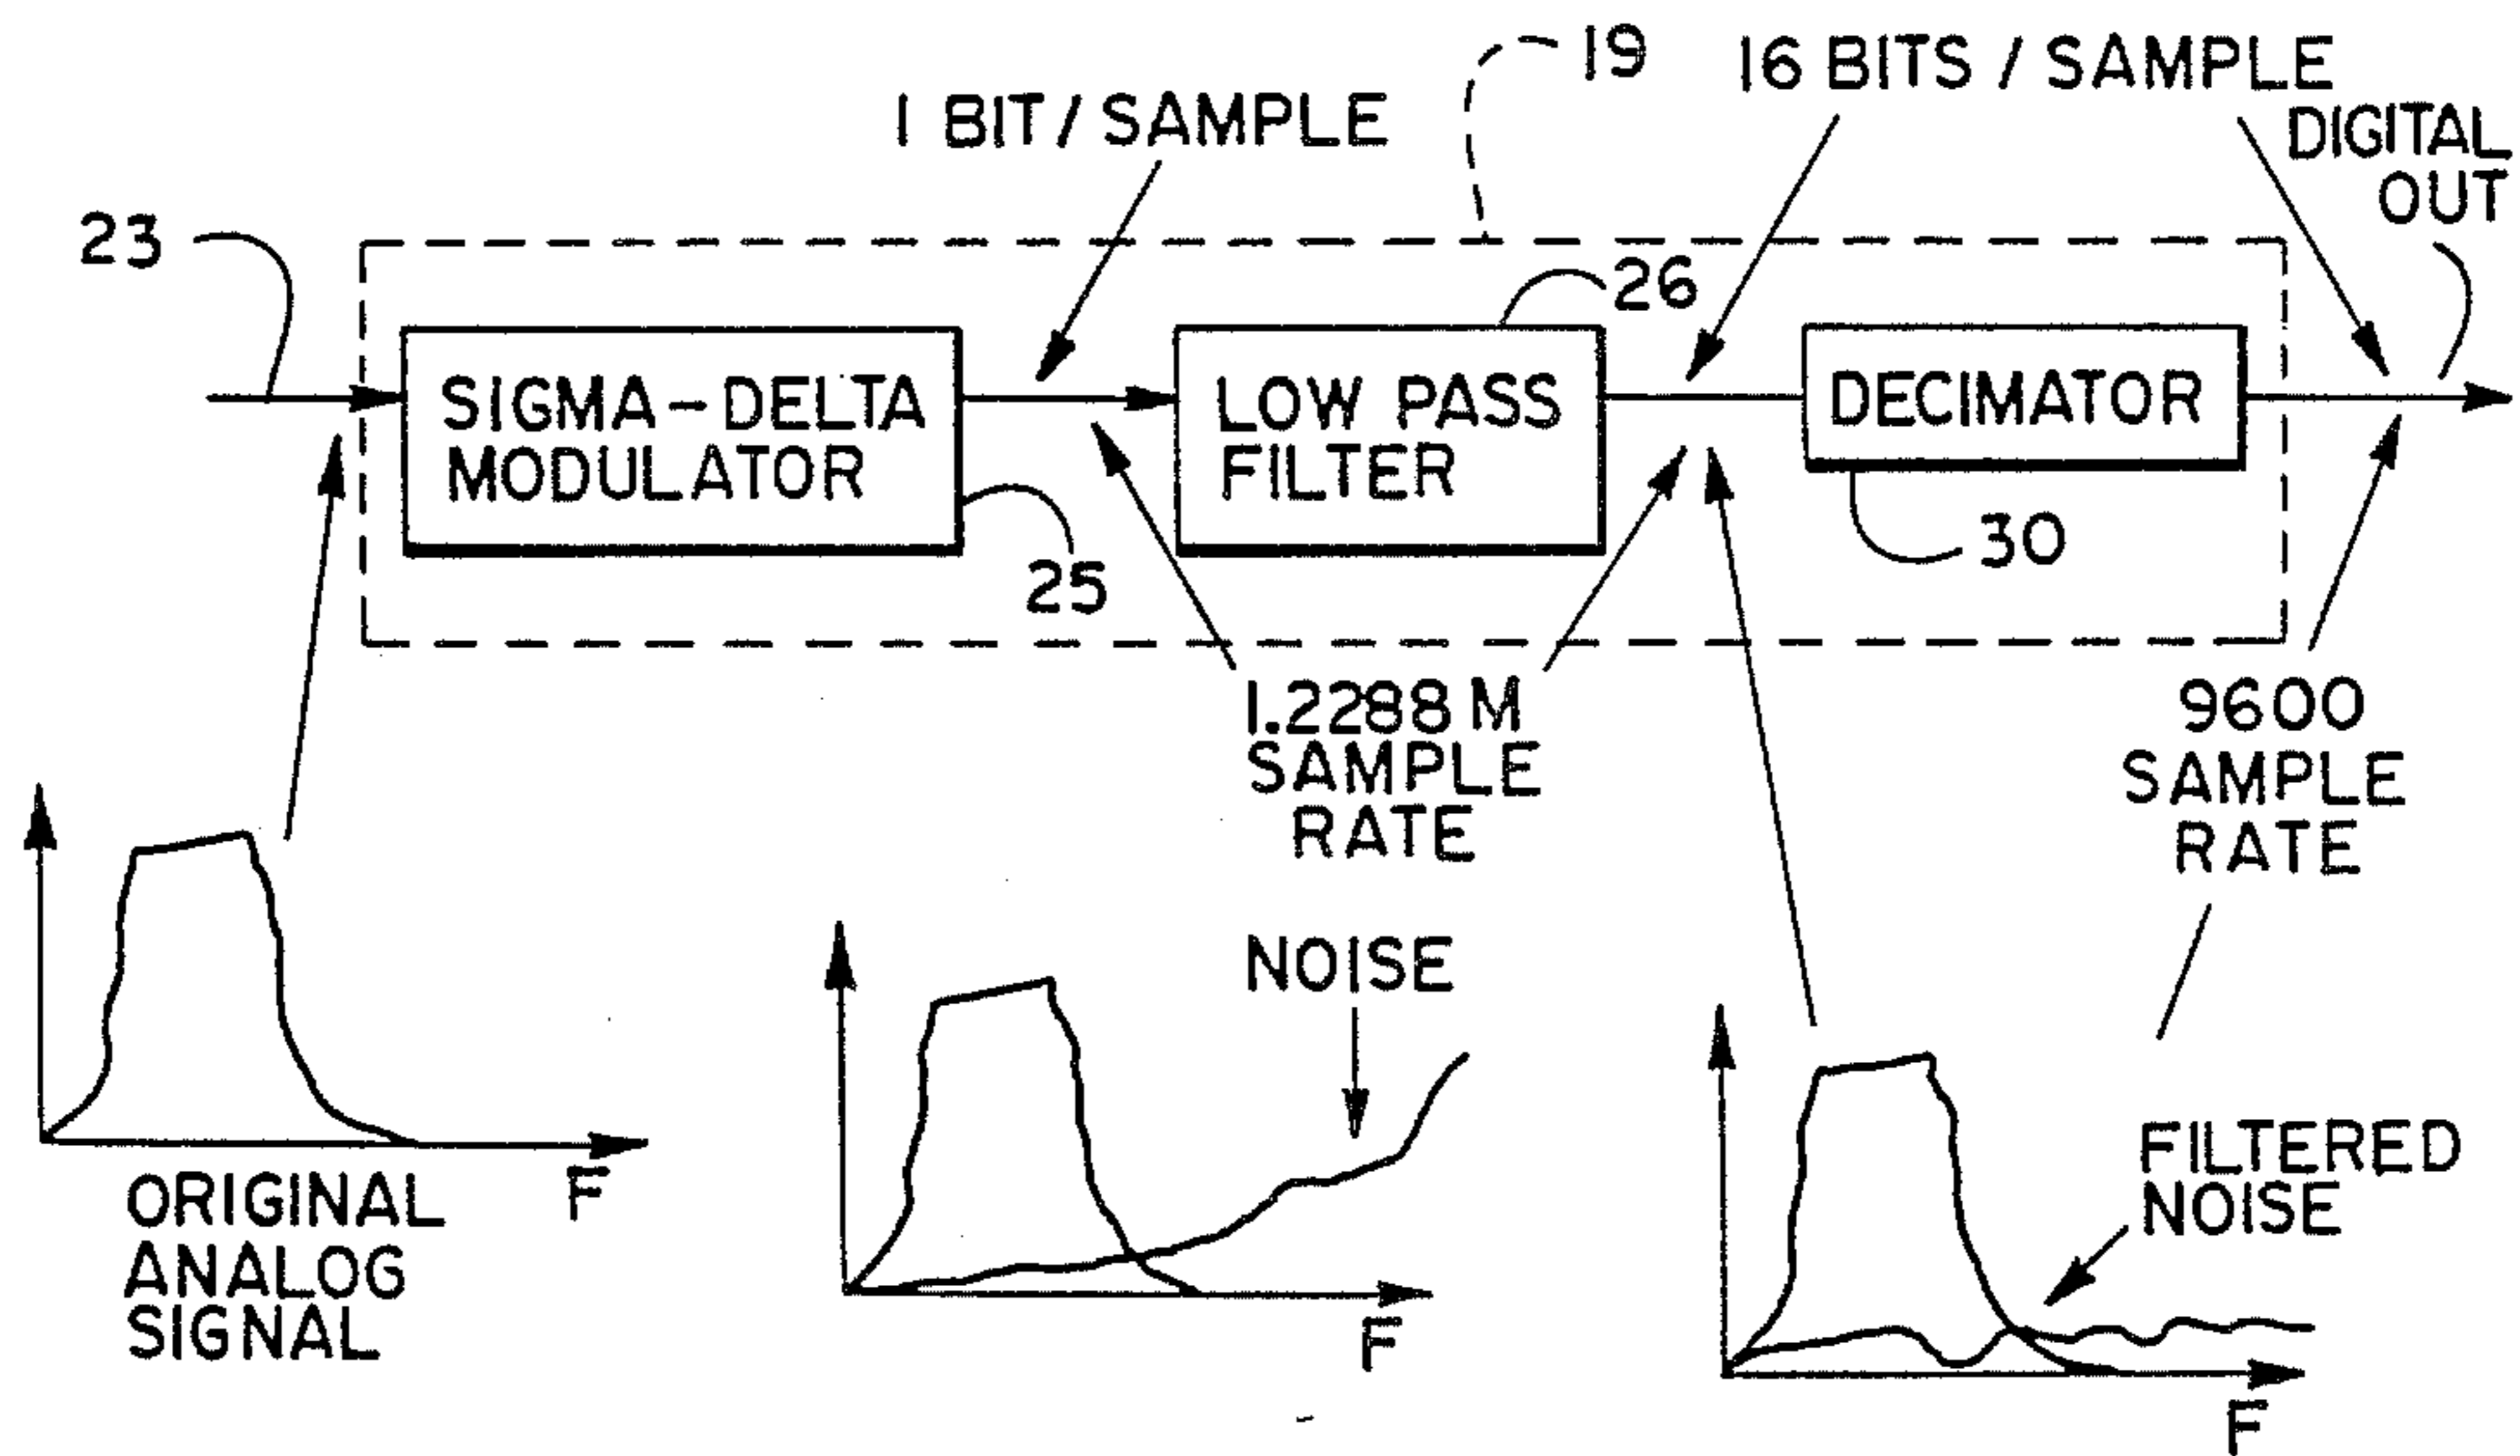 19
16 BITS / SAMPLE
1 BIT / SAMPLE
DIGITAL
OUT
23
26
SIGMA-DELTA
MODULATOR
LOW PASS
FILTER
DECIMATOR
25
30
1.2288 M
SAMPLE
RATE
9600
SAMPLE
RATE
NOISE
FILTERED
NOISE
F
ORIGINAL
ANALOG
SIGNAL
F
F